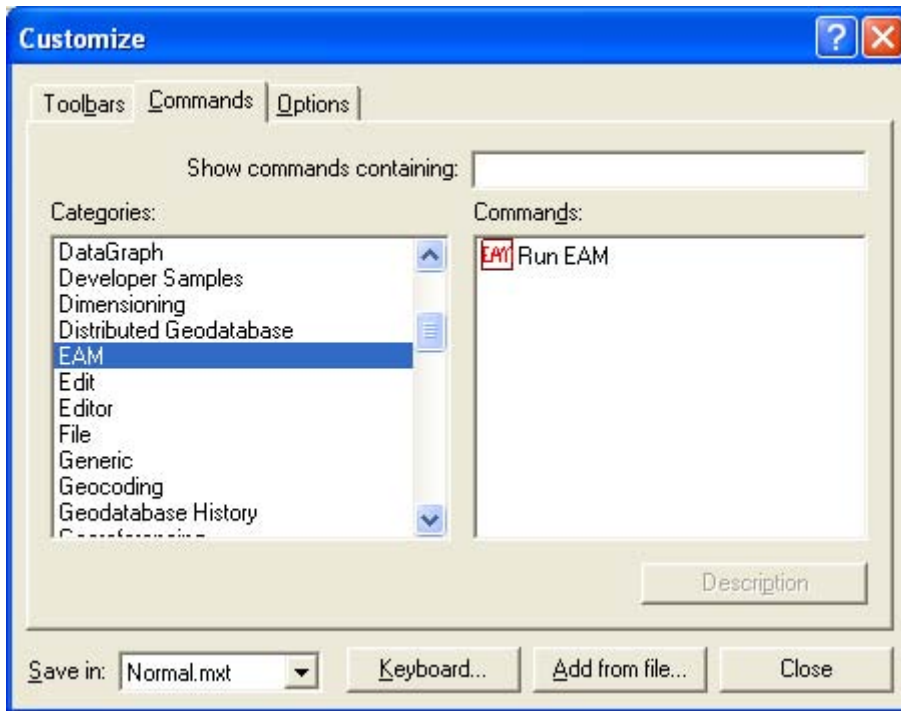 Customize
Toolbars Commands Options
Show commands containing:
Categories:
Commands:
DataGraph
Developer Samples
Dimensioning
Distributed Geodatabase
EAM
Edit
Editor
File
Generic
Geocoding
Geodatabase History
EAM Run EAM
Description
Save in: Normal.mxt Keyboard... Add from file... Close